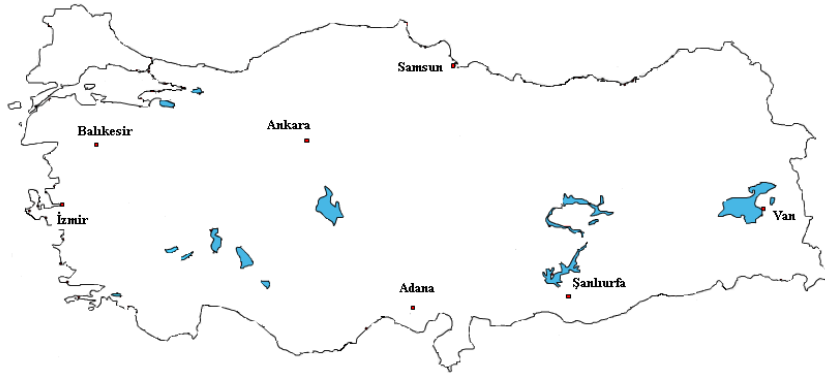 Samsun
Ankara
Balıkesir
İzmir
Van
Şanlıurfa
Adana